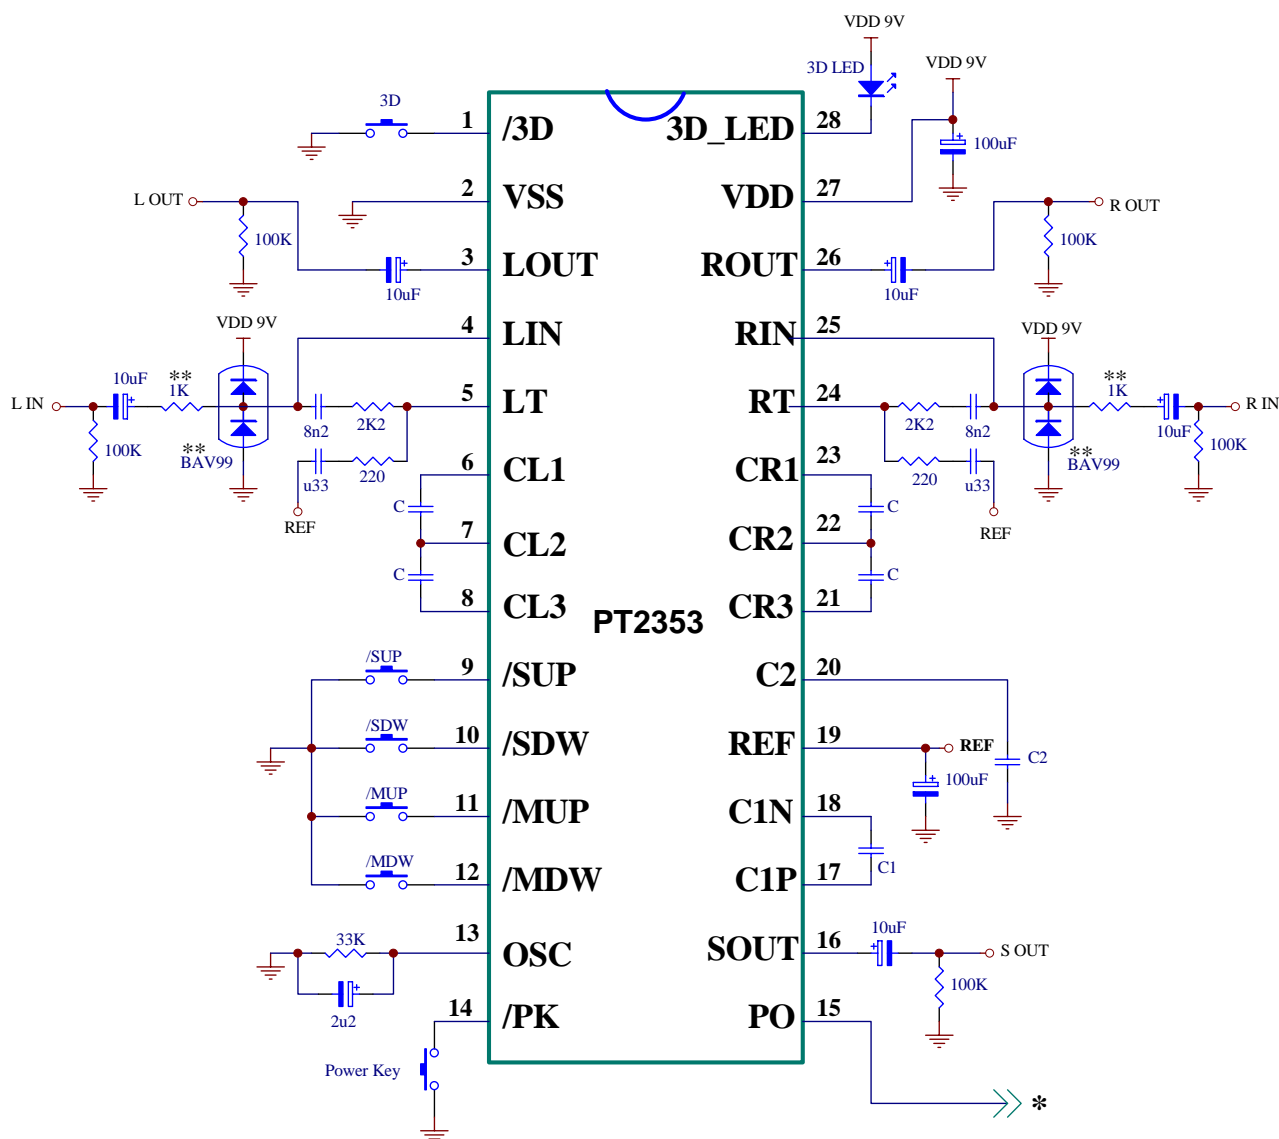 VDD 9V
3D LED
VDD 9V
3D
1
/3D
3D_LED
28
100uF
2
VSS
VDD
27
L OUT
R OUT
100K
100K
3
LOUT
ROUT
26
10uF
10uF
VDD 9V
4
LIN
RIN
25
VDD 9V
10uF
**
1K
**
1K
L IN
5
LT
RT
24
R IN
8n2
2K2
2K2
8n2
10uF
100K
**
BAV99
**
BAV99
100K
u33
220
6
CL1
CR1
23
220
u33
REF
C
C
REF
7
CL2
CR2
22
C
C
8
CL3
CR3
21
PT2353
/SUP
9
/SUP
C2
20
/SDW
10
/SDW
REF
19
REF
C2
100uF
/MUP
11
/MUP
C1N
18
/MDW
12
/MDW
C1P
17
C1
33K
13
OSC
SOUT
16
10uF
S OUT
100K
2u2
14
/PK
PO
15
Power Key
*